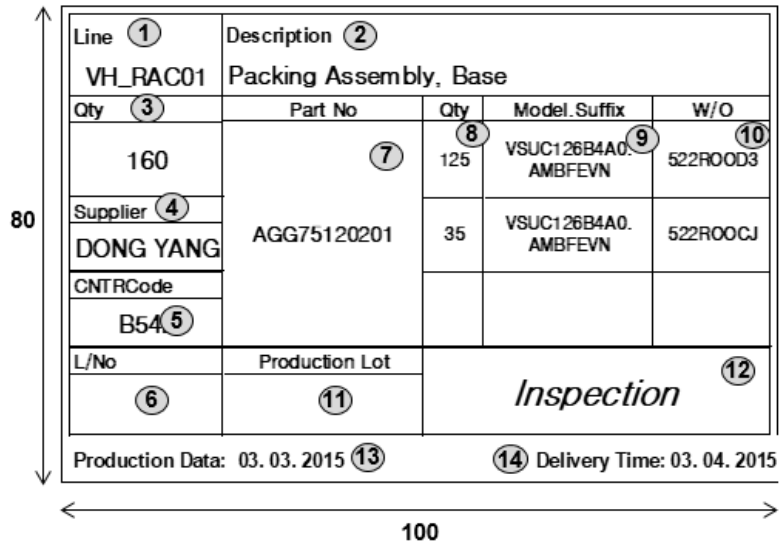 Line 1 Description 2
VH_RAC01 Packing Assembly, Base
Qty 3 Part No Qty Model.Suffix W/O
160 7 8 125 VSUC126B4A0. 9 10 522ROOD3
AMBFEVN
Supplier 4
DONG YANG AGG75120201 35 VSUC126B4A0. 522ROOCJ
AMBFEVN
CNTRCode
B54 5
L/No Production Lot 12
6 11 Inspection
Production Data: 03. 03. 2015 13 14 Delivery Time: 03. 04. 2015
80
100